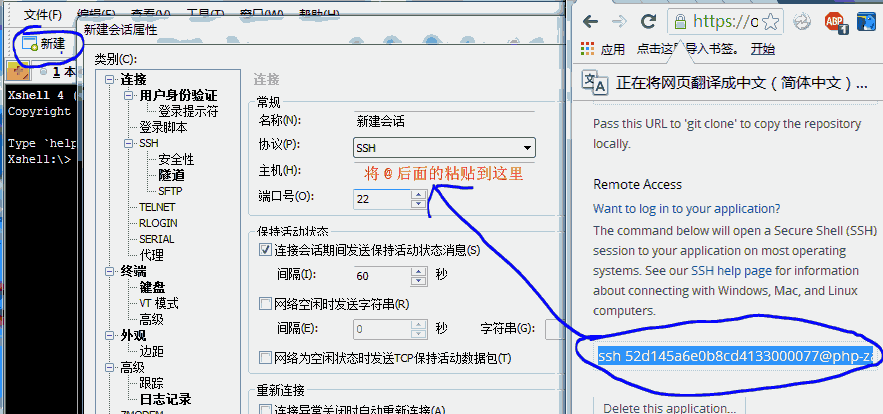 文件(F) 编辑(E) 查看(V) 工具(T) 窗口(W) 帮助(H)
新建
1 本
Xshell 4 (
Copyright
Type `help
Xshell:\>
新建会话属性
类别(C):
连接
用户身份验证
登录提示符
登录脚本
SSH
安全性
隧道
SFTP
TELNET
RLOGIN
SERIAL
代理
终端
键盘
VT 模式
高级
外观
边距
高级
跟踪
日志记录
ZMODEM
连接
常规
名称(N): 新建会话
协议(P): SSH
主机(H): 将@后面的粘贴到这里
端口号(O): 22
保持活动状态
连接会话期间发送保持活动状态消息(S)
间隔(I): 60 秒
网络空闲时发送字符串(R)
间隔(E): 0 秒 字符串(G):
网络为空闲状态时发送TCP保持活动数据包(T)
重新连接
连接异常关闭时自动重新连接(A)
https://o
ABP 1
应用 点击这 导入书签。 开始
正在将网页翻译成中文（简体中文）...
Pass this URL to 'git clone' to copy the repository
locally.
Remote Access
Want to log in to your application?
The command below will open a Secure Shell (SSH)
session to your application on most operating
systems. See our SSH help page for information
about connecting with Windows, Mac, and Linux
computers.
ssh 52d145a6e0b8cd4133000077@php-za
Delete this application...